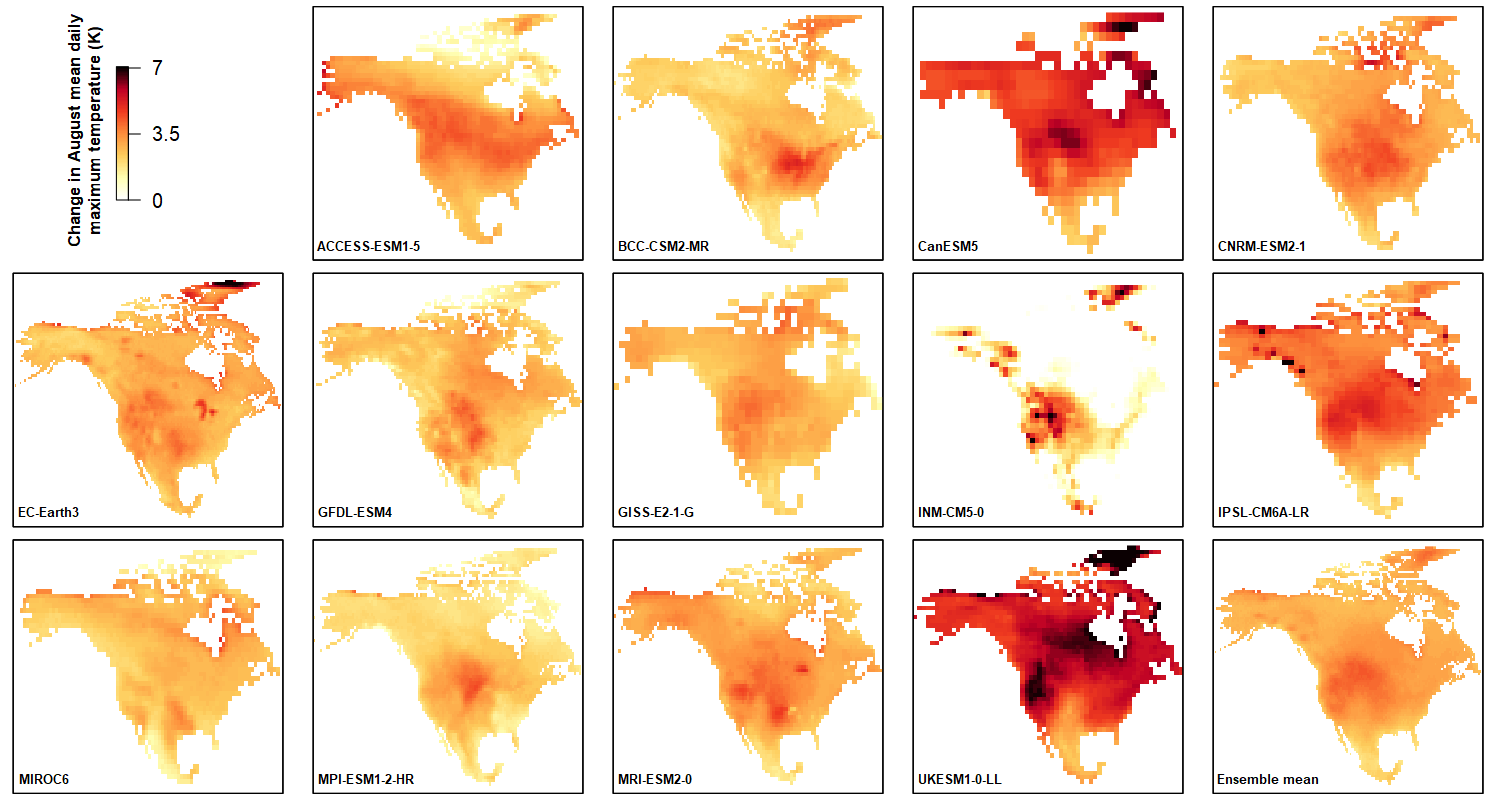 Change in August mean daily
maximum temperature (K)
7
3.5
0
ACCESS-ESM1-5
BCC-CSM2-MR
CanESM5
CNRM-ESM2-1
EC-Earth3
GFDL-ESM4
GISS-E2-1-G
INM-CM5-0
IPSL-CM6A-LR
MIROC6
MPI-ESM1-2-HR
MRI-ESM2-0
UKESM1-0-LL
Ensemble mean